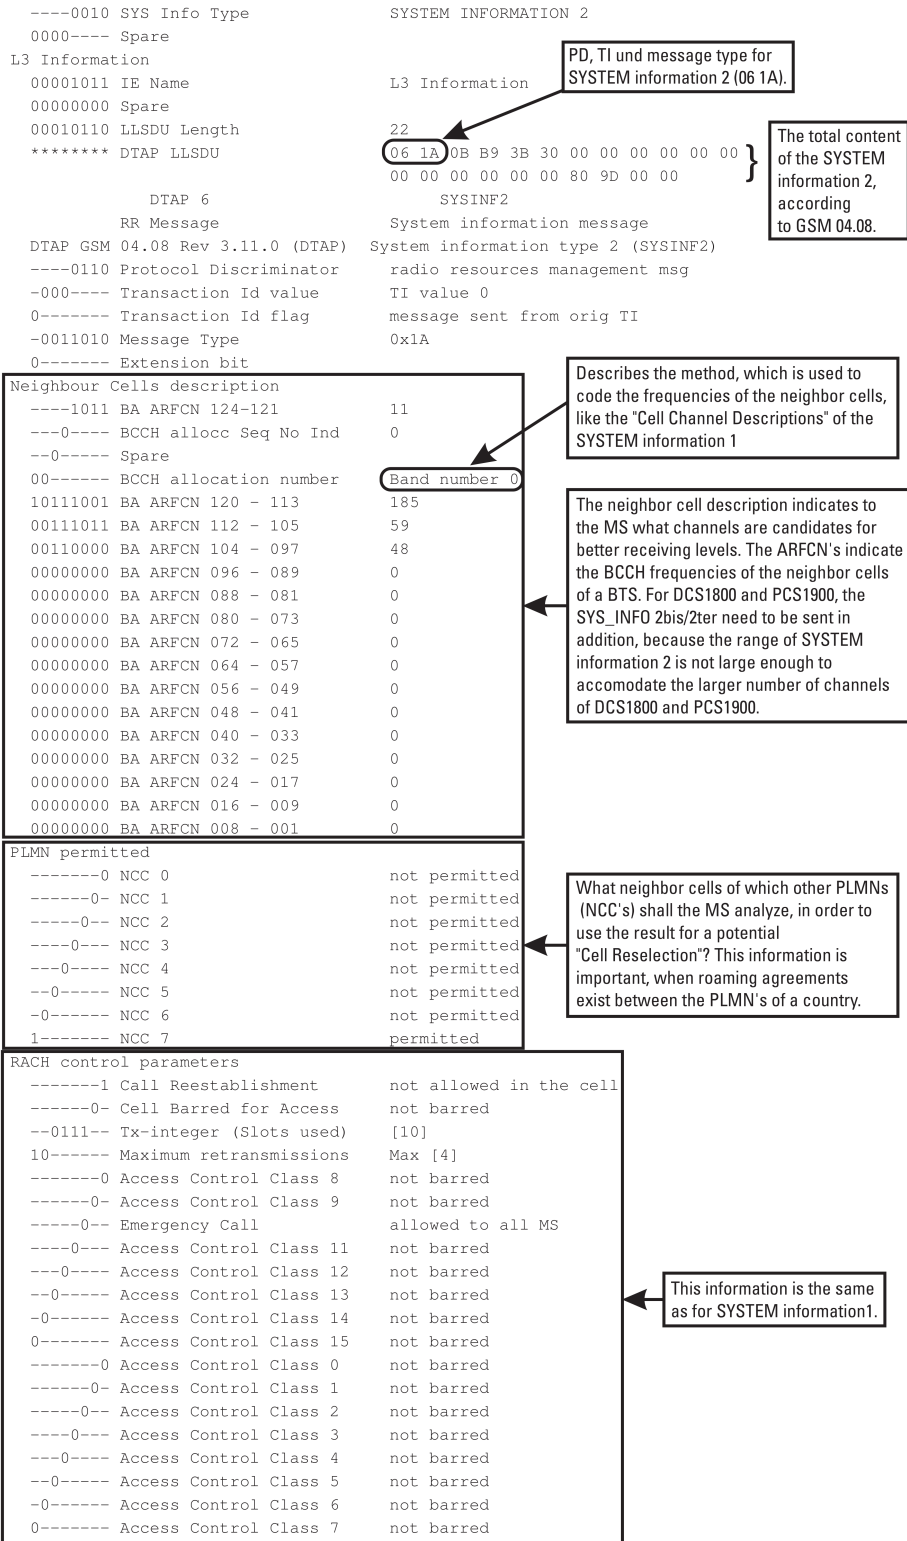 ----0010 SYS Info Type SYSTEM INFORMATION 2
0000---- Spare
L3 Information
00001011 IE Name L3 Information
00000000 Spare
00010110 LLSDU Length 22
******** DTAP LLSDU 06 1A 0B B9 3B 30 00 00 00 00 00 00
00 00 00 00 00 00 80 9D 00 00
DTAP 6 SYSINF2
RR Message System information message
DTAP GSM 04.08 Rev 3.11.0 (DTAP) System information type 2 (SYSINF2)
----0110 Protocol Discriminator radio resources management msg
-000---- Transaction Id value TI value 0
0------- Transaction Id flag message sent from orig TI
-0011010 Message Type 0x1A
0------- Extension bit
PD, TI und message type for
SYSTEM information 2 (06 1A).
The total content
of the SYSTEM
information 2,
according
to GSM 04.08.
Neighbour Cells description
----1011 BA ARFCN 124-121 11
---0---- BCCH allocc Seq No Ind 0
--0----- Spare
00------ BCCH allocation number Band number 0
10111001 BA ARFCN 120 - 113 185
00111011 BA ARFCN 112 - 105 59
00110000 BA ARFCN 104 - 097 48
00000000 BA ARFCN 096 - 089 0
00000000 BA ARFCN 088 - 081 0
00000000 BA ARFCN 080 - 073 0
00000000 BA ARFCN 072 - 065 0
00000000 BA ARFCN 064 - 057 0
00000000 BA ARFCN 056 - 049 0
00000000 BA ARFCN 048 - 041 0
00000000 BA ARFCN 040 - 033 0
00000000 BA ARFCN 032 - 025 0
00000000 BA ARFCN 024 - 017 0
00000000 BA ARFCN 016 - 009 0
00000000 BA ARFCN 008 - 001 0
Describes the method, which is used to
code the frequencies of the neighbor cells,
like the "Cell Channel Descriptions" of the
SYSTEM information 1
The neighbor cell description indicates to
the MS what channels are candidates for
better receiving levels. The ARFCN's indicate
the BCCH frequencies of the neighbor cells
of a BTS. For DCS1800 and PCS1900, the
SYS_INFO 2bis/2ter need to be sent in
addition, because the range of SYSTEM
information 2 is not large enough to
accomodate the larger number of channels
of DCS1800 and PCS1900.
PLMN permitted
-------0 NCC 0 not permitted
------0- NCC 1 not permitted
-----0-- NCC 2 not permitted
----0--- NCC 3 not permitted
---0---- NCC 4 not permitted
--0----- NCC 5 not permitted
-0------ NCC 6 not permitted
1------- NCC 7 permitted
What neighbor cells of which other PLMNs
(NCC's) shall the MS analyze, in order to
use the result for a potential
"Cell Reselection"? This information is
important, when roaming agreements
exist between the PLMN's of a country.
RACH control parameters
-------1 Call Reestablishment not allowed in the cell
------0- Cell Barred for Access not barred
--0111-- Tx-integer (Slots used) [10]
10------ Maximum retransmissions Max [4]
-------0 Access Control Class 8 not barred
------0- Access Control Class 9 not barred
-----0-- Emergency Call allowed to all MS
----0--- Access Control Class 11 not barred
---0---- Access Control Class 12 not barred
--0----- Access Control Class 13 not barred
-0------ Access Control Class 14 not barred
0------- Access Control Class 15 not barred
-------0 Access Control Class 0 not barred
------0- Access Control Class 1 not barred
-----0-- Access Control Class 2 not barred
----0--- Access Control Class 3 not barred
---0---- Access Control Class 4 not barred
--0----- Access Control Class 5 not barred
-0------ Access Control Class 6 not barred
0------- Access Control Class 7 not barred
This information is the same
as for SYSTEM information1.